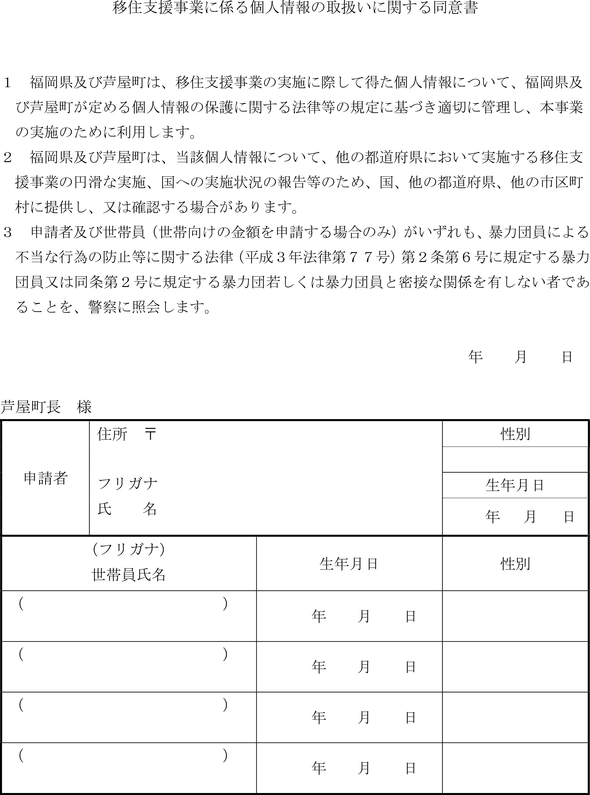 移住支援事業に係る個人情報の取扱いに関する同意書
１　福岡県及び芦屋町は、移住支援事業の実施に際して得た個人情報について、福岡県及
び芦屋町が定める個人情報の保護に関する法律等の規定に基づき適切に管理し、本事業
の実施のために利用します。
２　福岡県及び芦屋町は、当該個人情報について、他の都道府県において実施する移住支
援事業の円滑な実施、国への実施状況の報告等のため、国、他の都道府県、他の市区町
村に提供し、又は確認する場合があります。
３　申請者及び世帯員（世帯向けの金額を申請する場合のみ）がいずれも、暴力団員による
不当な行為の防止等に関する法律（平成３年法律第７７号）第２条第６号に規定する暴力
団員又は同条第２号に規定する暴力団若しくは暴力団員と密接な関係を有しない者であ
ることを、警察に照会します。
年　　月　　日
芦屋町長　様
申請者
住所　〒
フリガナ
氏　　名
性別
生年月日
年　　月　　日
（フリガナ）
世帯員氏名
生年月日
性別
（　　　　　　　　　　　　　）
年　　月　　日
（　　　　　　　　　　　　　）
年　　月　　日
（　　　　　　　　　　　　　）
年　　月　　日
（　　　　　　　　　　　　　）
年　　月　　日